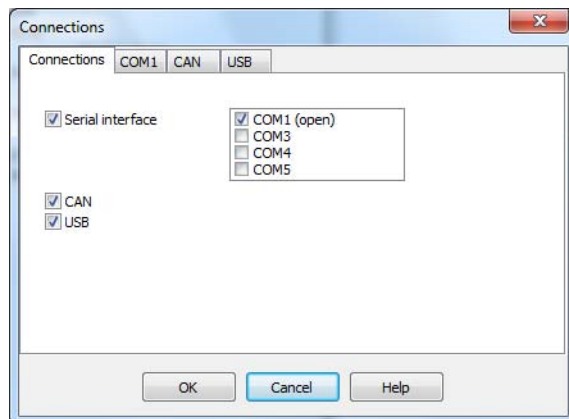 Connections
Connections COM1 CAN USB
Serial interface COM1 (open)
COM3
COM4
COM5
CAN
USB
OK Cancel Help